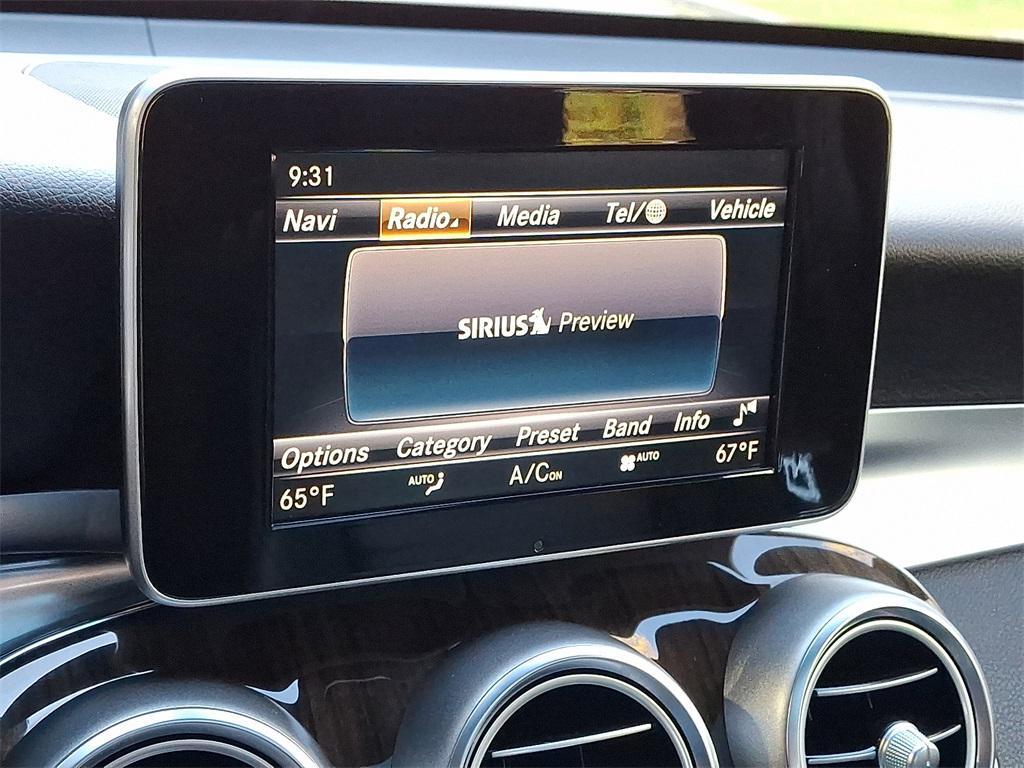 9:31
Navi Radio Media Tel/ Vehicle
SIRIUS Preview
Options Category Preset Band Info
65°F AUTO A/C ON AUTO 67°F